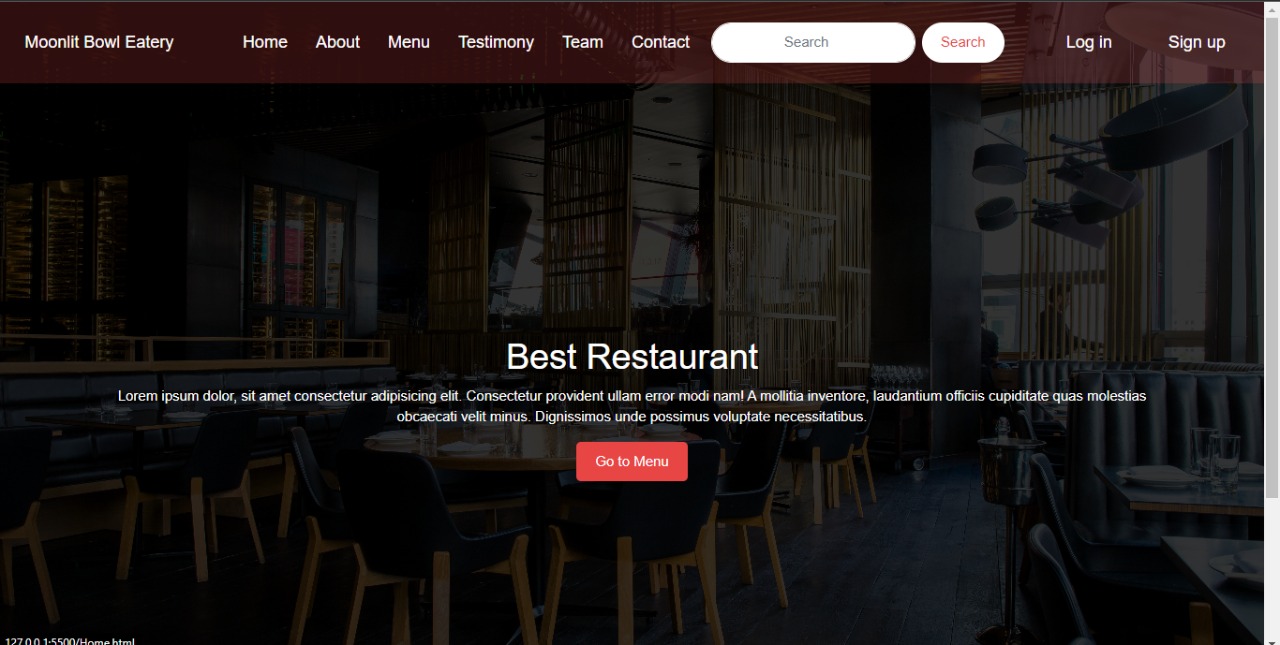 Moonlit Bowl Eatery Home About Menu Testimony Team Contact Search Search Log in Sign up
Best Restaurant
Lorem ipsum dolor, sit amet consectetur adipisicing elit. Consectetur provident ullam error modi nam! A mollitia inventore, laudantium officiis cupiditate quas molestias
obcaecati velit minus. Dignissimos unde possimus voluptate necessitatibus.
Go to Menu
127.0.0.1:5500/Home.html